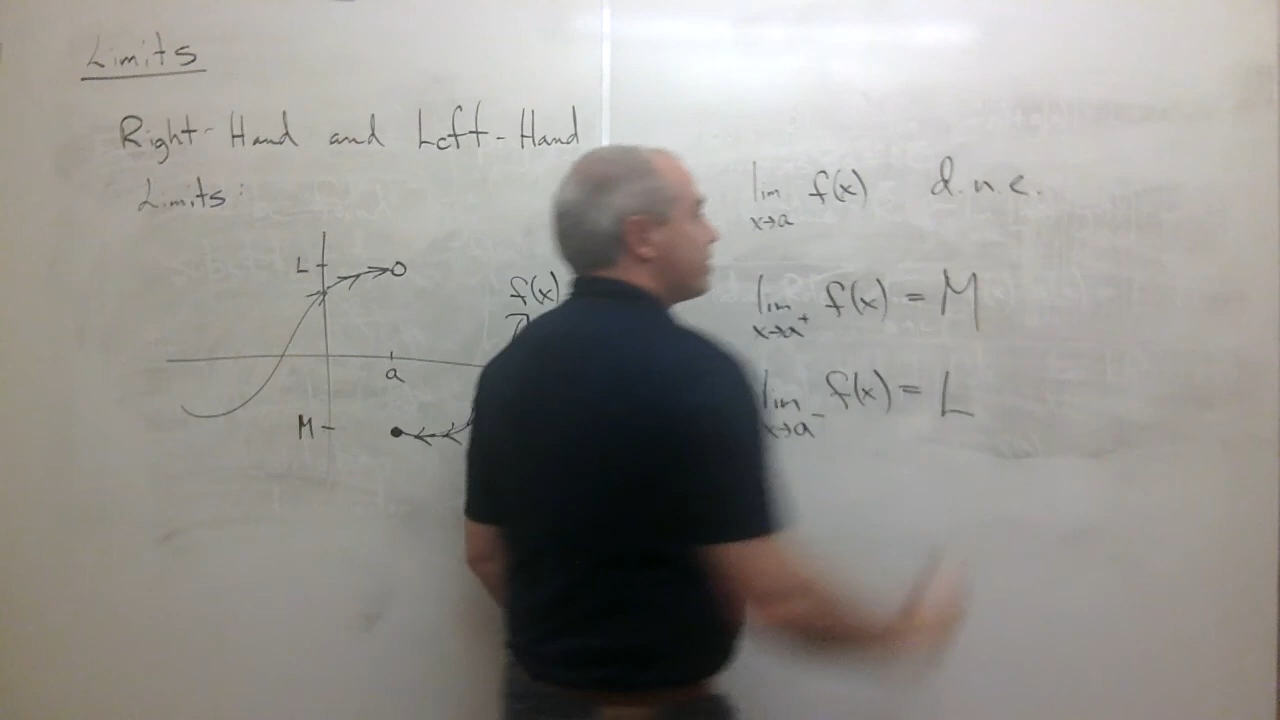 Limits
Right-Hand and Left-Hand
Limits:
L
f(x)
a
M
lim f(x) d.n.e.
x→a
lim f(x) = M
x→a⁺
lim f(x) = L
x→a⁻